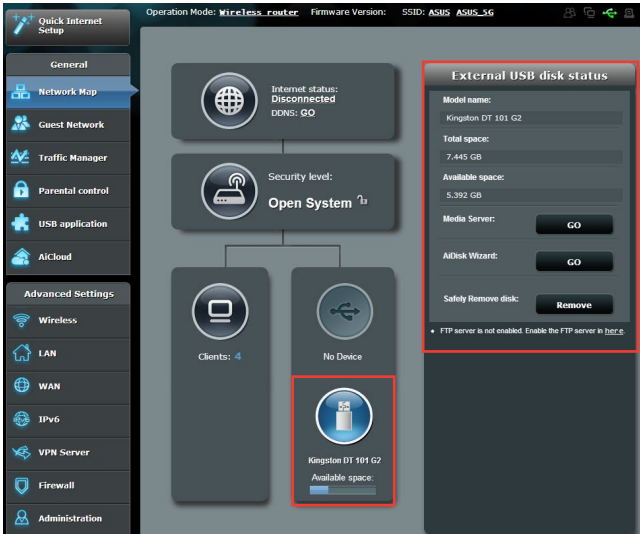 Quick Internet
Setup
Operation Mode: Wireless router Firmware Version: SSID: ASUS ASUS_5G
General
Network Map
Guest Network
Traffic Manager
Parental control
USB application
AiCloud
Advanced Settings
Wireless
LAN
WAN
IPv6
VPN Server
Firewall
Administration
Internet status:
Disconnected
DDNS: GO
Security level:
Open System
Clients: 4
No Device
Kingston DT 101 G2
Available space:
External USB disk status
Model name:
Kingston DT 101 G2
Total space:
7.445 GB
Available space:
5.392 GB
Media Server: GO
AiDisk Wizard: GO
Safely Remove disk: Remove
• FTP server is not enabled. Enable the FTP server in here.